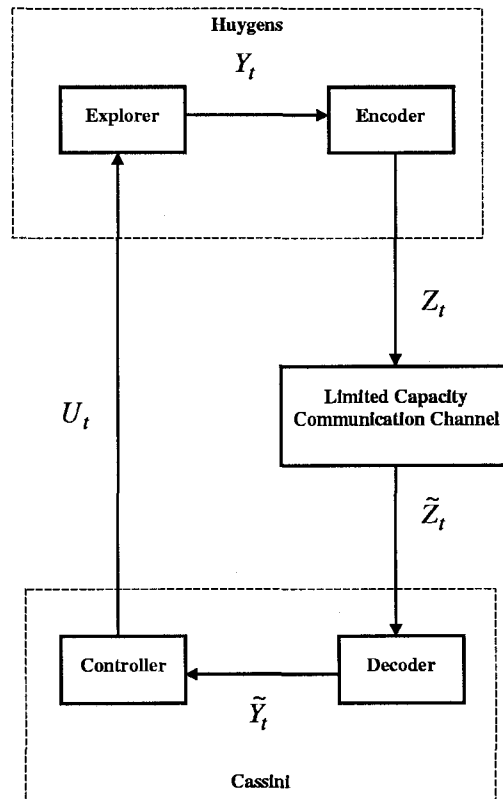 Huygens
Y_t
Explorer
Encoder
Z_t
Limited Capacity
Communication Channel
U_t
Z̃_t
Controller
Decoder
Ỹ_t
Cassini